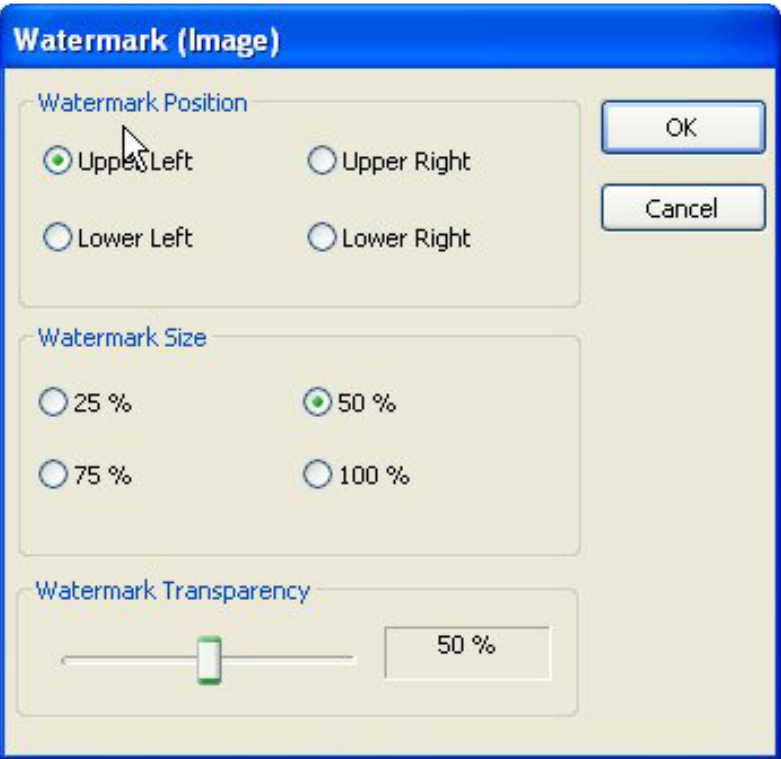 Watermark (Image)
Watermark Position
OK
Upper Left
Upper Right
Cancel
Lower Left
Lower Right
Watermark Size
25 %
50 %
75 %
100 %
Watermark Transparency
50 %